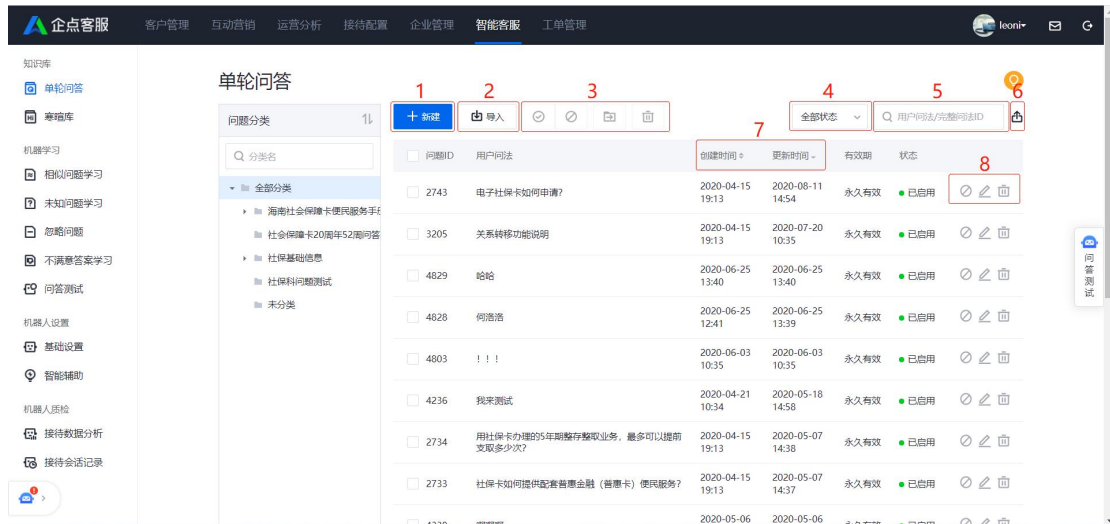 企点客服 客户管理 互动营销 运营分析 接待配置 企业管理 智能客服 工单管理 leoni
知识库
单轮问答
寒暄库
机器学习
相似问题学习
未知问题学习
忽略问题
不满意答案学习
问答测试
机器人设置
基础设置
智能辅助
机器人质检
接待数据分析
接待会话记录
单轮问答
1 2 3 4 5 6
问题分类
+ 新建 导入 全部状态 用户问法/完整问法ID
7
分类名
全部分类
海南社会保障卡便民服务手册
社会保障卡20周年52周问答
社保基础信息
社保科问题测试
未分类
问题ID 用户问法 创建时间 更新时间 有效期 状态
8
2743 电子社保卡如何申请? 2020-04-15 19:13 2020-08-11 14:54 永久有效 已启用
3205 关系转移功能说明 2020-04-15 19:13 2020-07-20 10:35 永久有效 已启用
4829 哈哈 2020-06-25 13:40 2020-06-25 13:40 永久有效 已启用
4828 何洛洛 2020-06-25 12:41 2020-06-25 13:39 永久有效 已启用
4803 ! ! ! 2020-06-03 10:35 2020-06-03 10:35 永久有效 已启用
4236 我来测试 2020-04-21 10:34 2020-05-18 14:58 永久有效 已启用
2734 用社保卡办理的5年期整存整取业务，最多可以提前支取多少次? 2020-04-15 19:13 2020-05-07 14:38 永久有效 已启用
2733 社保卡如何提供配套普惠金融（普惠卡）便民服务? 2020-04-15 19:13 2020-05-07 14:37 永久有效 已启用
2020-05-06 2020-05-06
问答测试